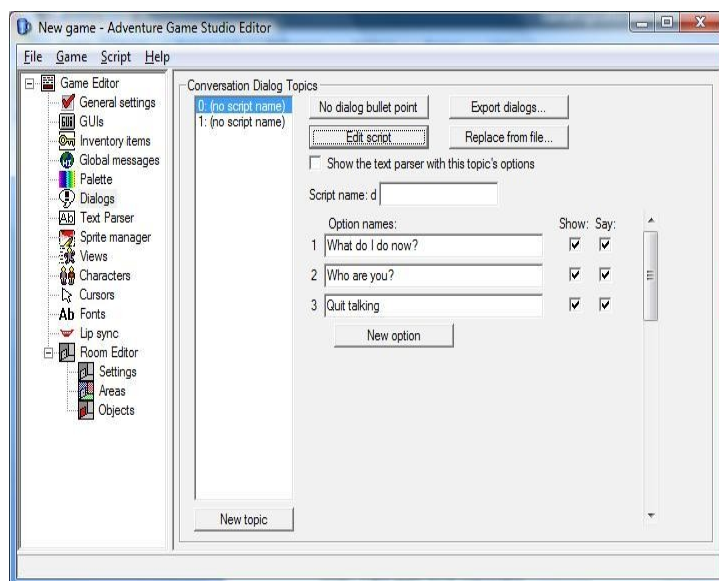 New game - Adventure Game Studio Editor
File Game Script Help
Game Editor
General settings
GUI GUIs
Inventory items
Global messages
Palette
Dialogs
Ab Text Parser
Sprite manager
Views
Characters
Cursors
Ab Fonts
Lip sync
Room Editor
Settings
Areas
Objects
Conversation Dialog Topics
0: (no script name)
1: (no script name)
New topic
No dialog bullet point Export dialogs...
Edit script Replace from file...
Show the text parser with this topic's options
Script name: d
Option names: Show: Say:
1 What do I do now?
2 Who are you?
3 Quit talking
New option